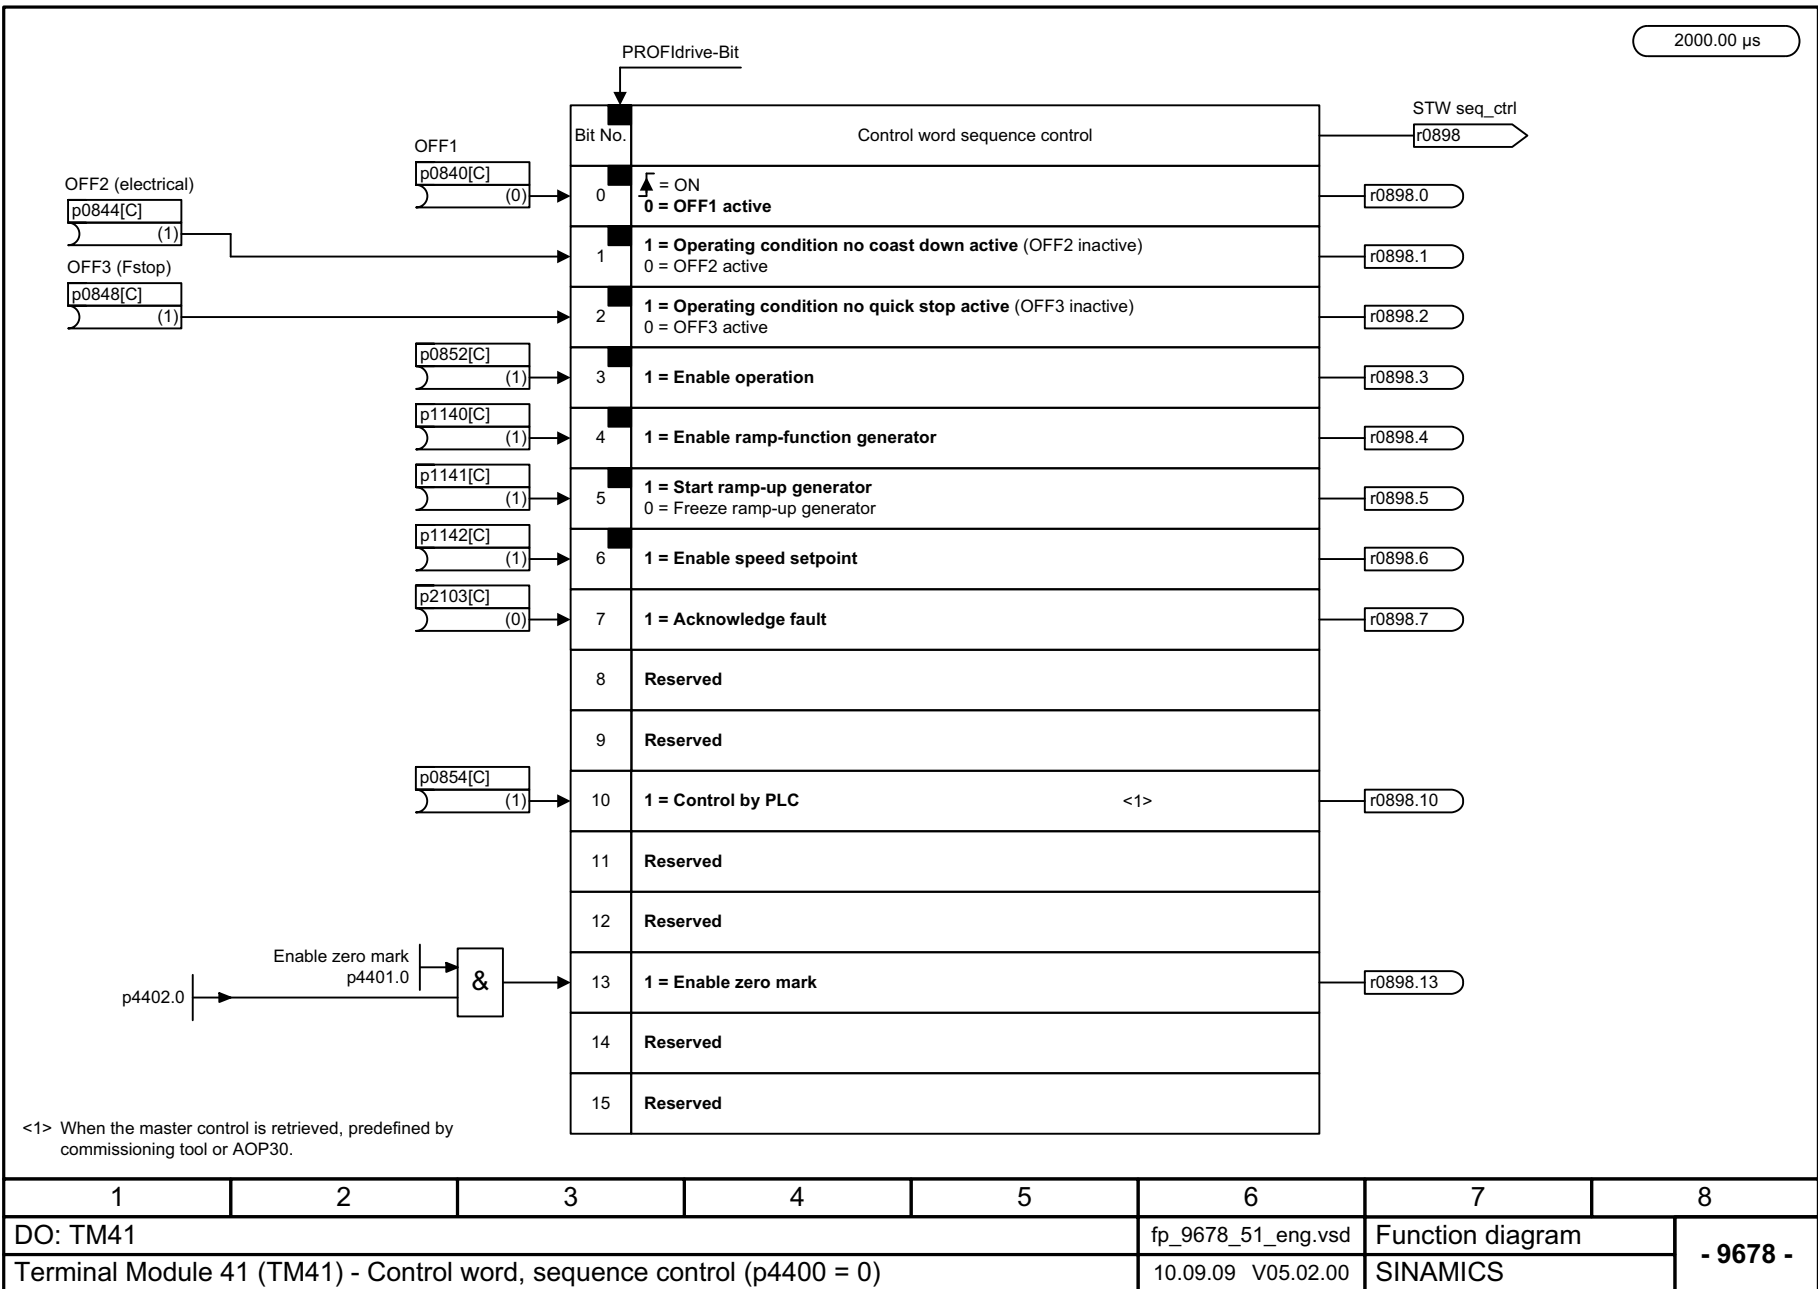 2000.00 µs
PROFIdrive-Bit
STW seq_ctrl
Bit No.
Control word sequence control
r0898
OFF1
p0840[C]
(0)
0
= ON
0 = OFF1 active
r0898.0
OFF2 (electrical)
p0844[C]
(1)
1
1 = Operating condition no coast down active (OFF2 inactive)
0 = OFF2 active
r0898.1
OFF3 (Fstop)
p0848[C]
(1)
2
1 = Operating condition no quick stop active (OFF3 inactive)
0 = OFF3 active
r0898.2
p0852[C]
(1)
3
1 = Enable operation
r0898.3
p1140[C]
(1)
4
1 = Enable ramp-function generator
r0898.4
p1141[C]
(1)
5
1 = Start ramp-up generator
0 = Freeze ramp-up generator
r0898.5
p1142[C]
(1)
6
1 = Enable speed setpoint
r0898.6
p2103[C]
(0)
7
1 = Acknowledge fault
r0898.7
8
Reserved
9
Reserved
p0854[C]
(1)
10
1 = Control by PLC
<1>
r0898.10
11
Reserved
12
Reserved
Enable zero mark
p4401.0
p4402.0
&
13
1 = Enable zero mark
r0898.13
14
Reserved
15
Reserved
<1> When the master control is retrieved, predefined by
commissioning tool or AOP30.
1 2 3 4 5 6 7 8
DO: TM41
fp_9678_51_eng.vsd
Function diagram
- 9678 -
Terminal Module 41 (TM41) - Control word, sequence control (p4400 = 0)
10.09.09 V05.02.00
SINAMICS